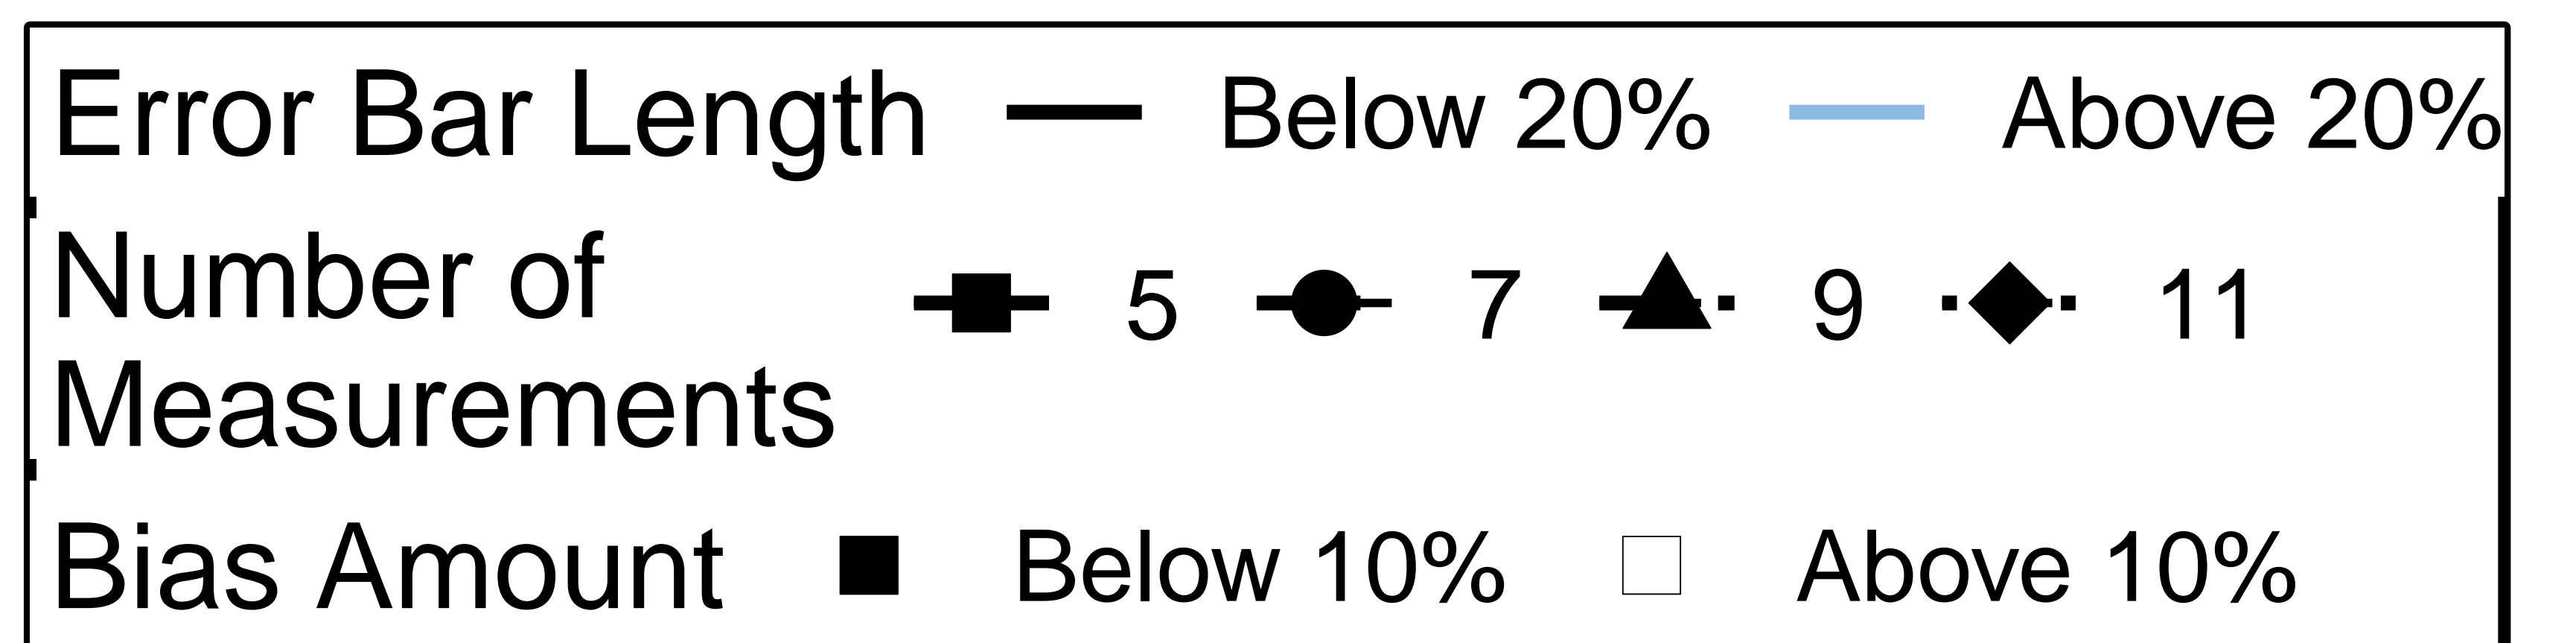 Error Bar Length Below 20% Above 20%
Number of
Measurements 5 7 9 11
Bias Amount Below 10% Above 10%